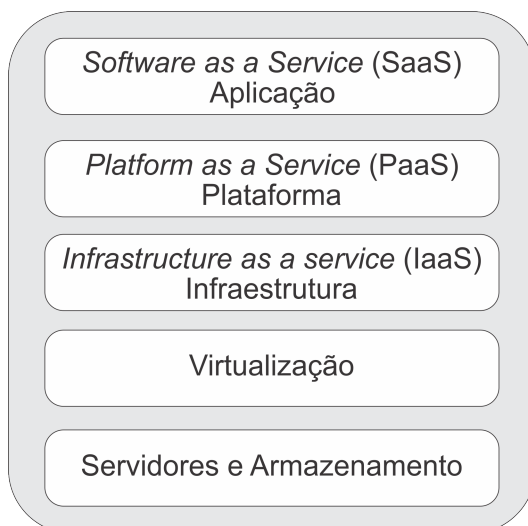 Software as a Service (SaaS)
Aplicação
Platform as a Service (PaaS)
Plataforma
Infrastructure as a service (IaaS)
Infraestrutura
Virtualização
Servidores e Armazenamento